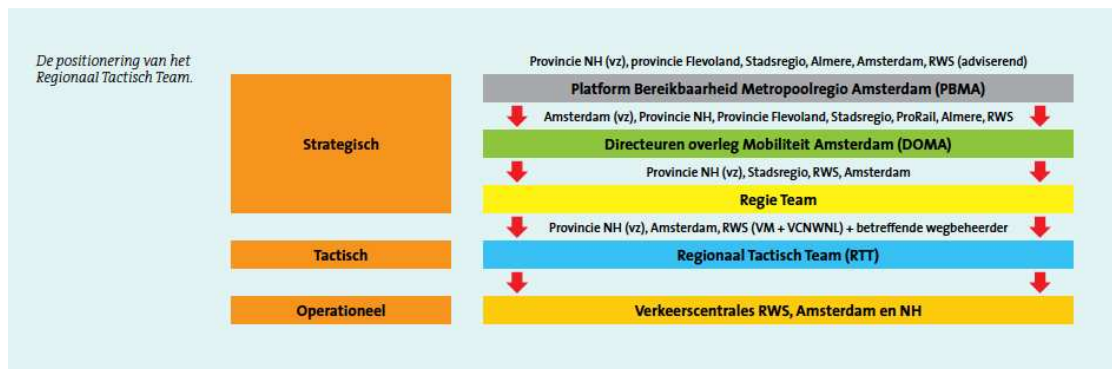 De positionering van het
Regionaal Tactisch Team.
Provincie NH (vz), provincie Flevoland, Stadsregio, Almere, Amsterdam, RWS (adviserend)
Platform Bereikbaarheid Metropoolregio Amsterdam (PBMA)
Amsterdam (vz), Provincie NH, Provincie Flevoland, Stadsregio, ProRail, Almere, RWS
Strategisch
Directeuren overleg Mobiliteit Amsterdam (DOMA)
Provincie NH (vz), Stadsregio, RWS, Amsterdam
Regie Team
Provincie NH (vz), Amsterdam, RWS (VM + VCNWNL) + betreffende wegbeheerder
Tactisch
Regionaal Tactisch Team (RTT)
Operationeel
Verkeerscentrales RWS, Amsterdam en NH